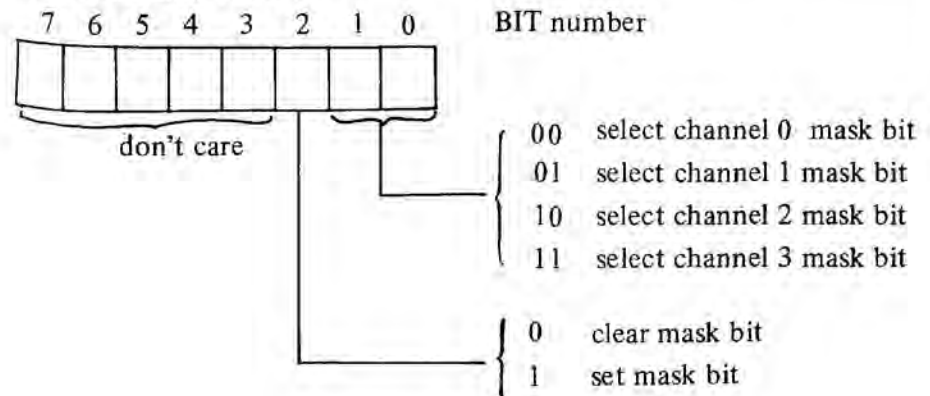 7 6 5 4 3 2 1 0 BIT number
don't care
00 select channel 0 mask bit
01 select channel 1 mask bit
10 select channel 2 mask bit
11 select channel 3 mask bit
0 clear mask bit
1 set mask bit